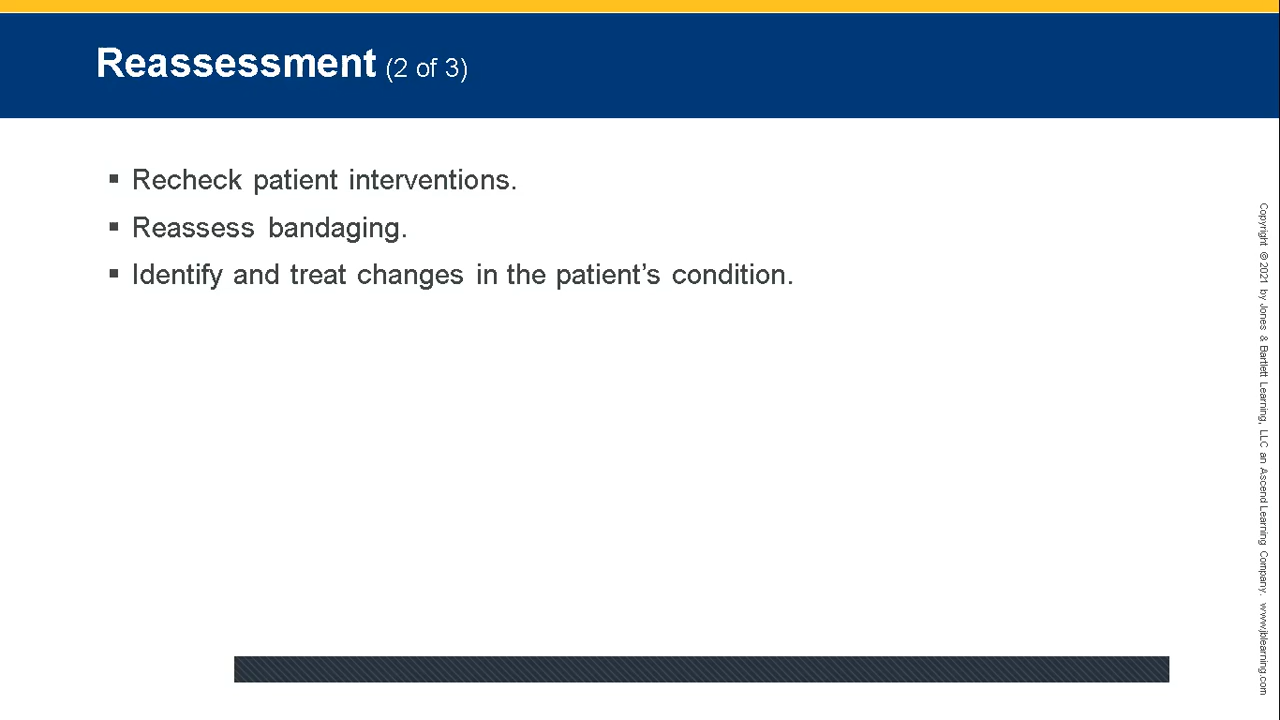 Reassessment (2 of 3)
▪ Recheck patient interventions.
▪ Reassess bandaging.
▪ Identify and treat changes in the patient’s condition.
Copyright © 2021 by Jones & Bartlett Learning, LLC an Ascend Learning Company. www.jblearning.com